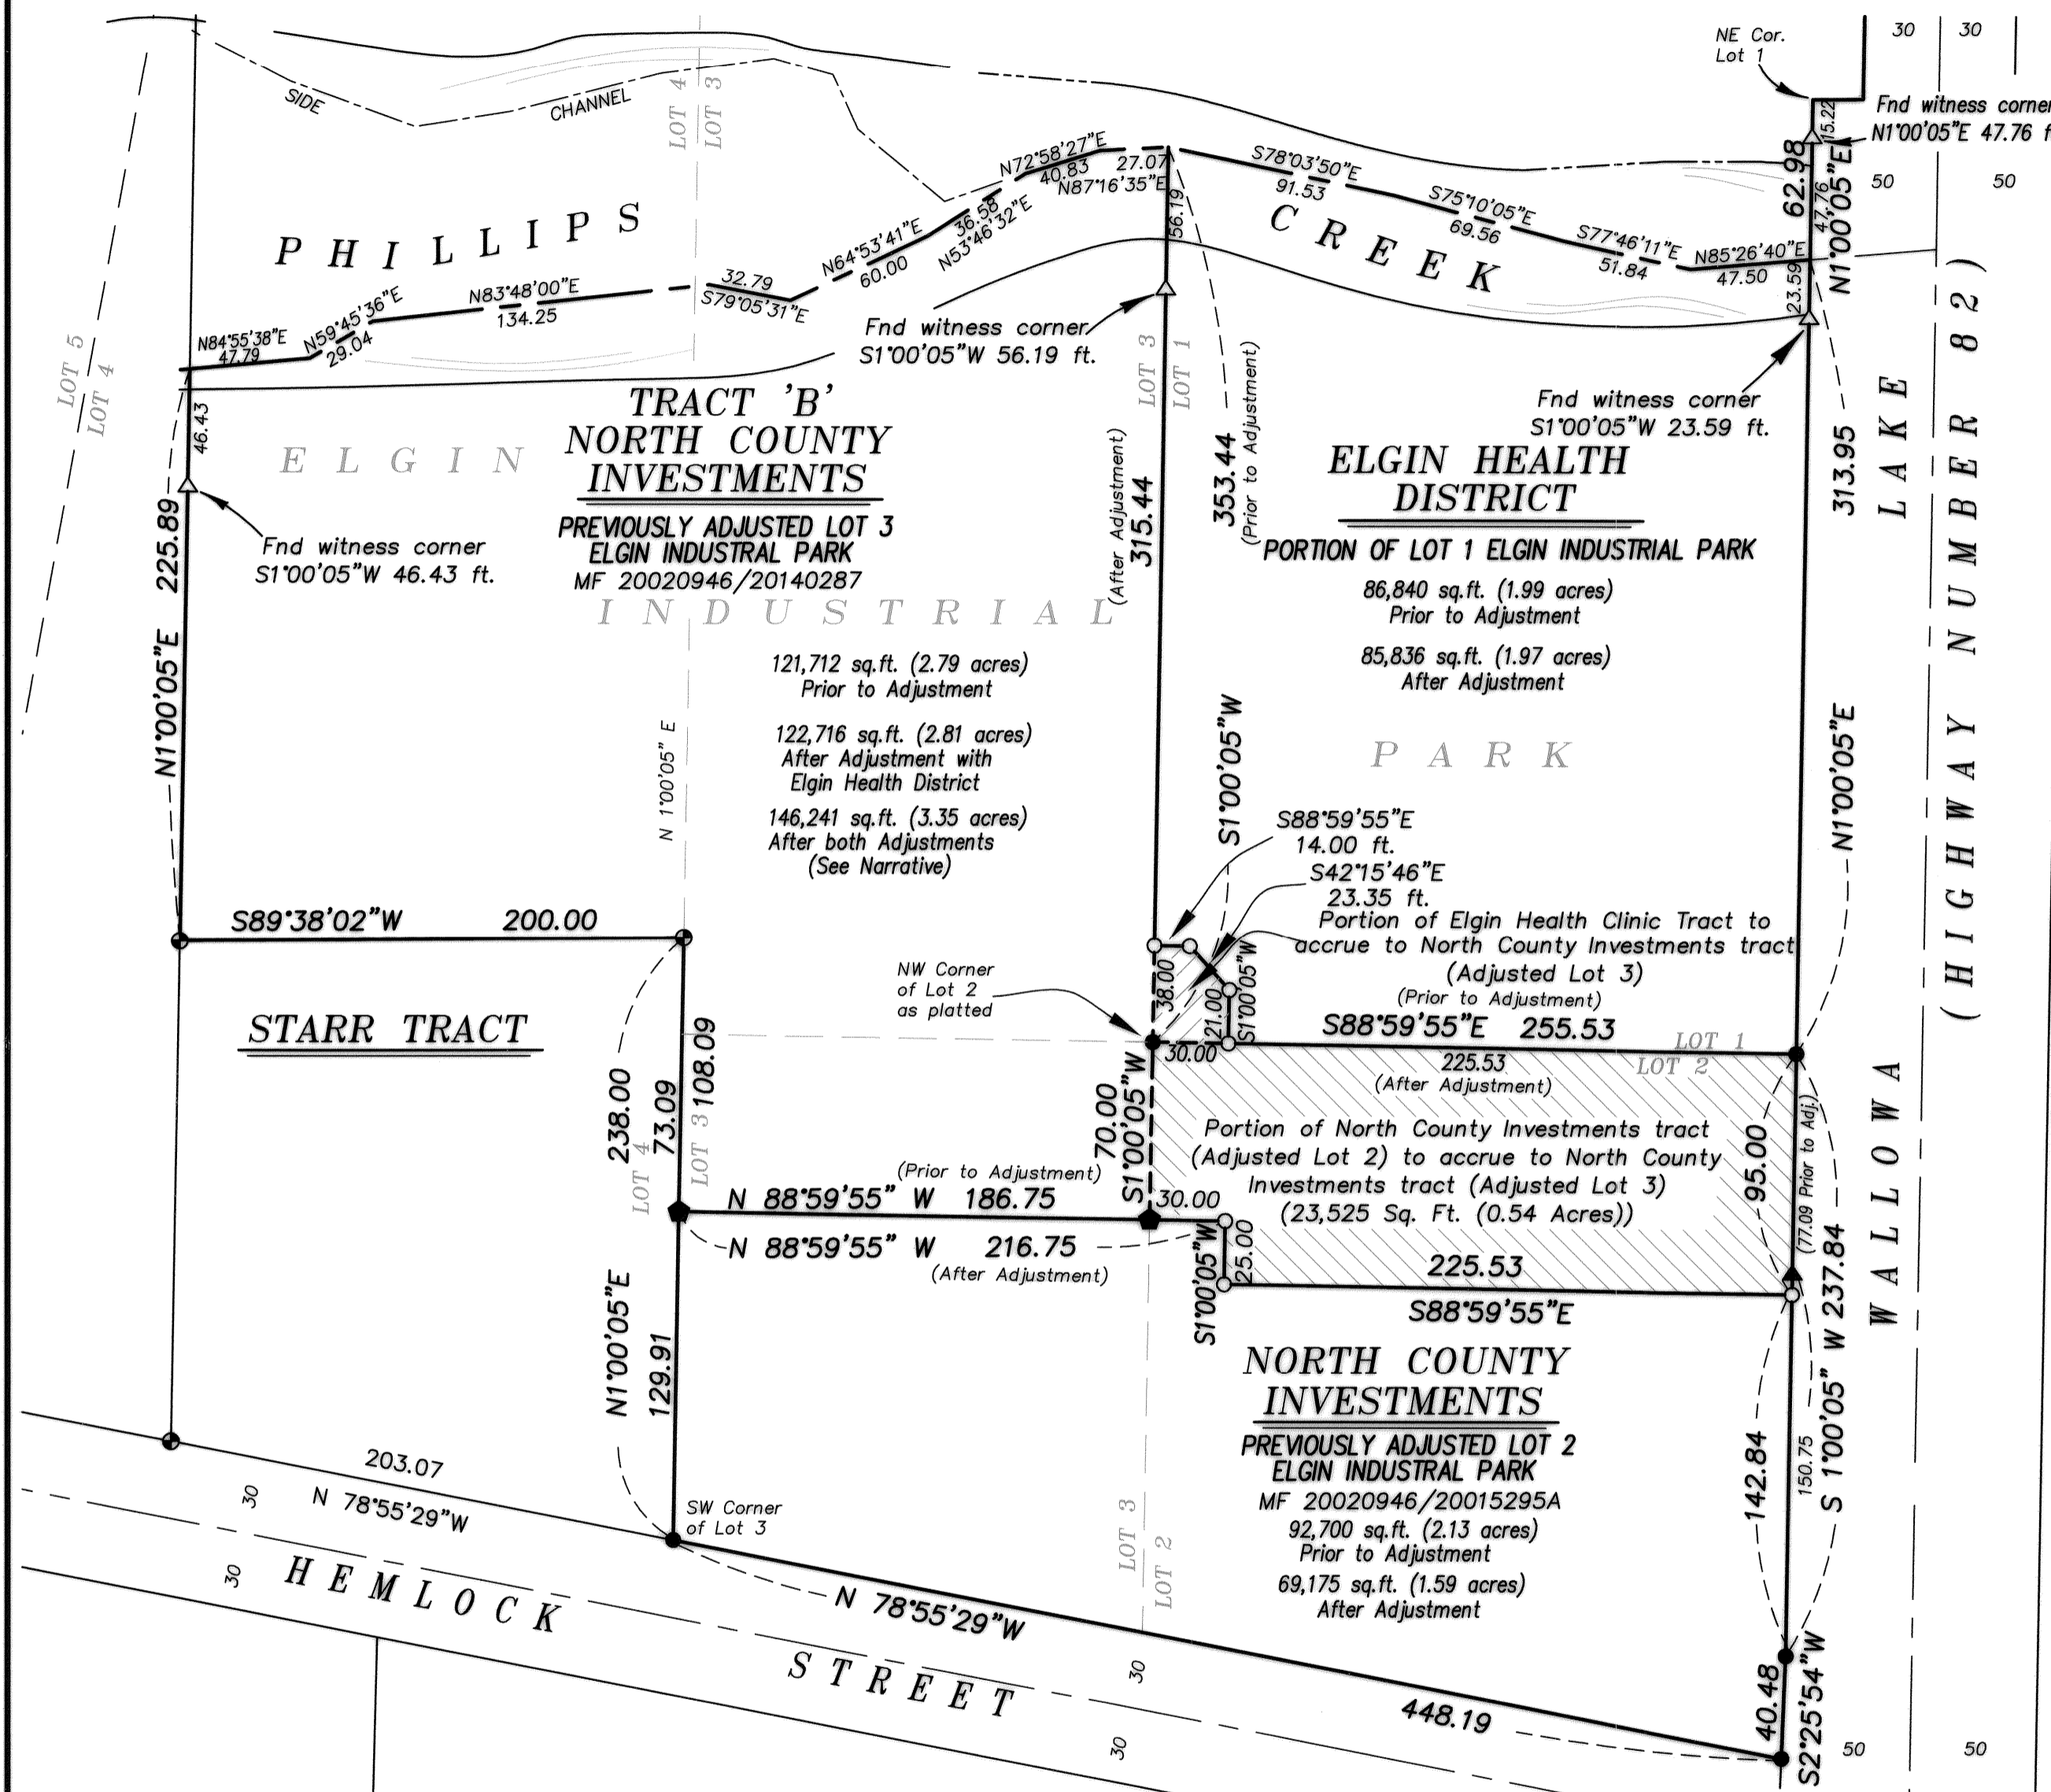 NE Cor.
Lot 1
30
30
Fnd witness corner
N1°00'05"E 47.76 f
15.22
62.98
47.76
N1°00'05"E
50
50
SIDE
CHANNEL
LOT 4
LOT 3
PHILLIPS
CREEK
N84°55'38"E
47.79
N59°45'36"E
29.04
N83°48'00"E
134.25
32.79
S79°05'31"E
N64°53'41"E
60.00
36.58
N53°46'32"E
N72°58'27"E
40.83
27.07
N87°16'35"E
56.19
S78°03'50"E
91.53
S75°10'05"E
69.56
S77°46'11"E
51.84
N85°26'40"E
47.50
23.59
LOT 5
LOT 4
46.43
Fnd witness corner
S1°00'05"W 56.19 ft.
LOT 3
LOT 1
Fnd witness corner
S1°00'05"W 23.59 ft.
ELGIN
TRACT 'B'
NORTH COUNTY
INVESTMENTS
PREVIOUSLY ADJUSTED LOT 3
ELGIN INDUSTRAL PARK
MF 20020946/20140287
Fnd witness corner
S1°00'05"W 46.43 ft.
N1°00'05"E 225.89
INDUSTRIAL
121,712 sq.ft. (2.79 acres)
Prior to Adjustment
122,716 sq.ft. (2.81 acres)
After Adjustment with
Elgin Health District
146,241 sq.ft. (3.35 acres)
After both Adjustments
(See Narrative)
N 1°00'05" E
(After Adjustment)
315.44
353.44
(Prior to Adjustment)
ELGIN HEALTH
DISTRICT
PORTION OF LOT 1 ELGIN INDUSTRIAL PARK
86,840 sq.ft. (1.99 acres)
Prior to Adjustment
85,836 sq.ft. (1.97 acres)
After Adjustment
PARK
313.95
N1°00'05"E
WALLOWA LAKE
(HIGHWAY NUMBER 82)
S1°00'05"W
S88°59'55"E
14.00 ft.
S42°15'46"E
23.35 ft.
Portion of Elgin Health Clinic Tract to
accrue to North County Investments tract
(Adjusted Lot 3)
(Prior to Adjustment)
S88°59'55"E 255.53
LOT 1
LOT 2
225.53
(After Adjustment)
38.00
21.00
S1°00'05"W
30.00
NW Corner
of Lot 2
as platted
S89°38'02"W 200.00
STARR TRACT
238.00
73.09
108.09
LOT 4
LOT 3
N1°00'05"E
129.91
70.00
S1°00'05"W
(Prior to Adjustment)
N 88°59'55" W 186.75
30.00
N 88°59'55" W 216.75
(After Adjustment)
S1°00'05"W
25.00
Portion of North County Investments tract
(Adjusted Lot 2) to accrue to North County
Investments tract (Adjusted Lot 3)
(23,525 Sq. Ft. (0.54 Acres))
95.00
(77.09 Prior to Adj.)
S 1°00'05" W 237.84
225.53
S88°59'55"E
NORTH COUNTY
INVESTMENTS
PREVIOUSLY ADJUSTED LOT 2
ELGIN INDUSTRAL PARK
MF 20020946/20015295A
92,700 sq.ft. (2.13 acres)
Prior to Adjustment
69,175 sq.ft. (1.59 acres)
After Adjustment
142.84
150.75
LOT 3
LOT 2
203.07
N 78°55'29"W
30
30
SW Corner
of Lot 3
HEMLOCK
STREET
N 78°55'29"W
448.19
30
30
40.48
S2°25'54"W
50
50